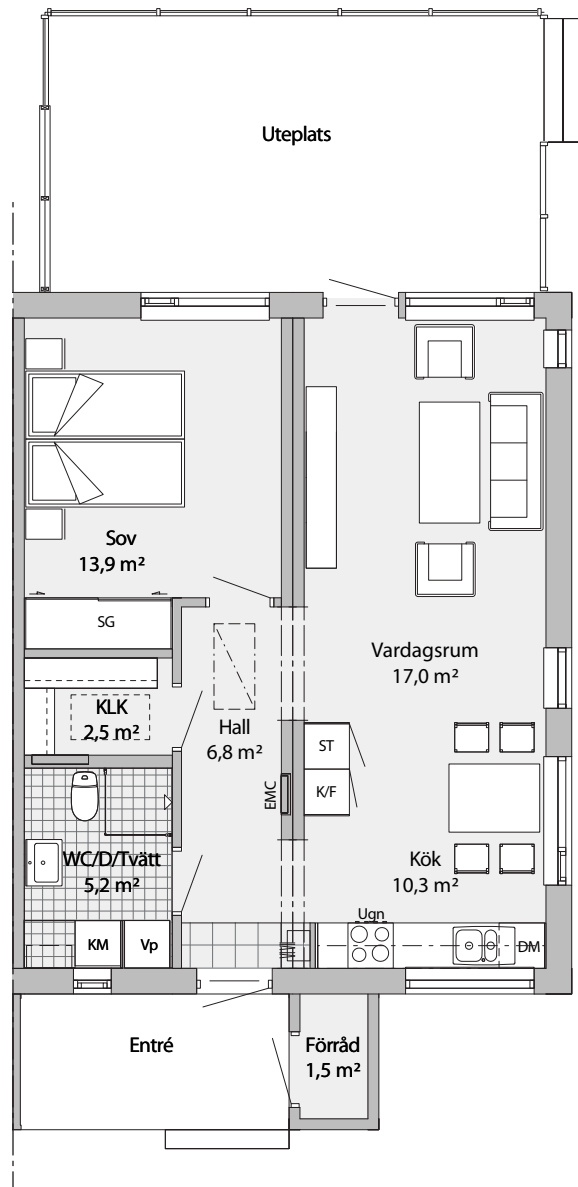 Uteplats
Sov
13,9 m²
SG
Vardagsrum
17,0 m²
KLK
2,5 m²
Hall
6,8 m²
ST
K/F
EMC
WC/D/Tvätt
5,2 m²
Kök
10,3 m²
Ugn
KM
Vp
DM
Entré
Förråd
1,5 m²